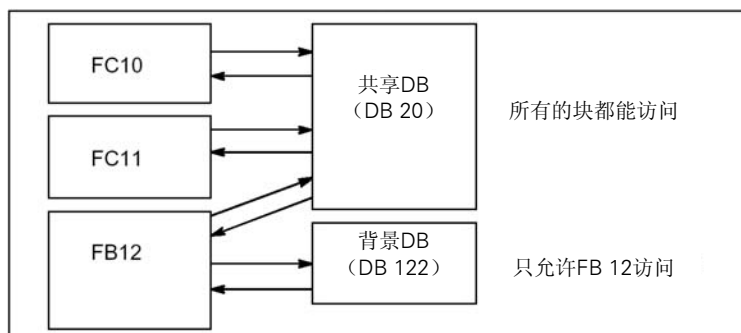 FC10
共享DB
（DB 20）
所有的块都能访问
FC11
FB12
背景DB
（DB 122）
只允许FB 12访问